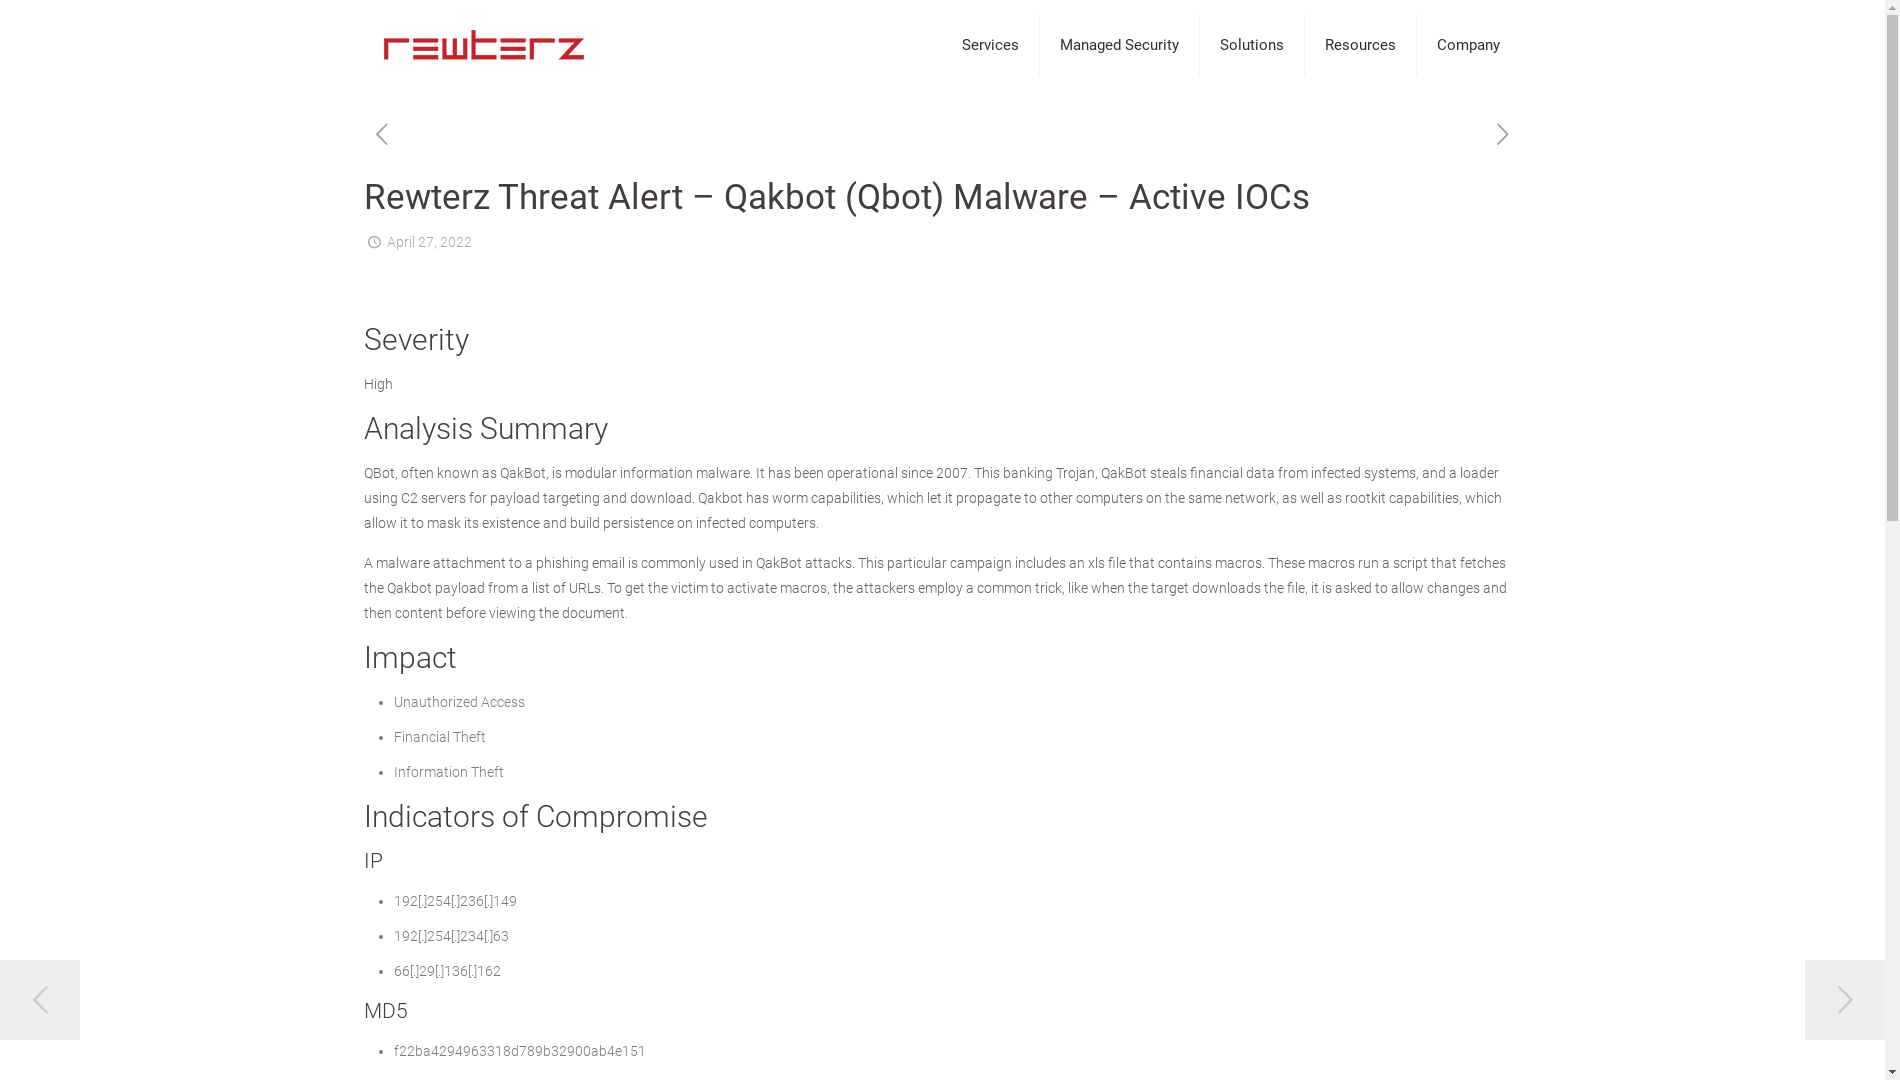 rewterz
Services
Managed Security
Solutions
Resources
Company
Rewterz Threat Alert – Qakbot (Qbot) Malware – Active IOCs
April 27, 2022
Severity
High
Analysis Summary
QBot, often known as QakBot, is modular information malware. It has been operational since 2007. This banking Trojan, QakBot steals financial data from infected systems, and a loader
using C2 servers for payload targeting and download. Qakbot has worm capabilities, which let it propagate to other computers on the same network, as well as rootkit capabilities, which
allow it to mask its existence and build persistence on infected computers.
A malware attachment to a phishing email is commonly used in QakBot attacks. This particular campaign includes an xls file that contains macros. These macros run a script that fetches
the Qakbot payload from a list of URLs. To get the victim to activate macros, the attackers employ a common trick, like when the target downloads the file, it is asked to allow changes and
then content before viewing the document.
Impact
• Unauthorized Access
• Financial Theft
• Information Theft
Indicators of Compromise
IP
• 192[.]254[.]236[.]149
• 192[.]254[.]234[.]63
• 66[.]29[.]136[.]162
MD5
• f22ba4294963318d789b32900ab4e151